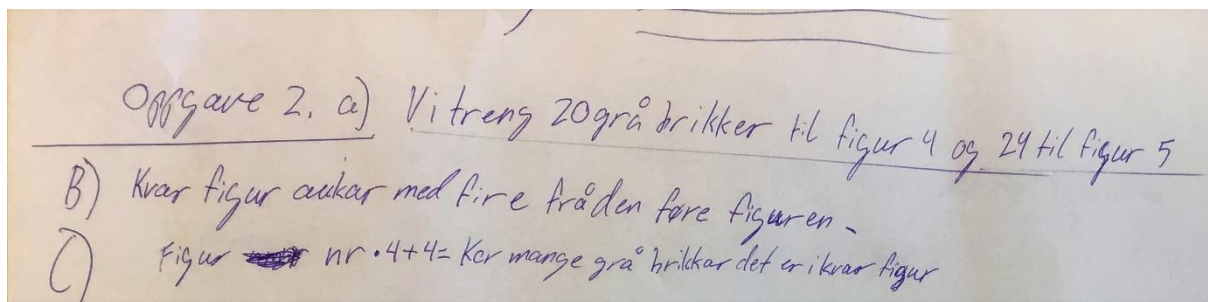 Oppgave 2. a) Vi treng 20 grå brikker til figur 4 og 24 til figur 5
B) Kvar figur aukar med fire frå den føre figuren.
C) Figur nr • 4 + 4 = Kor mange grå brikkar det er i kvar figur